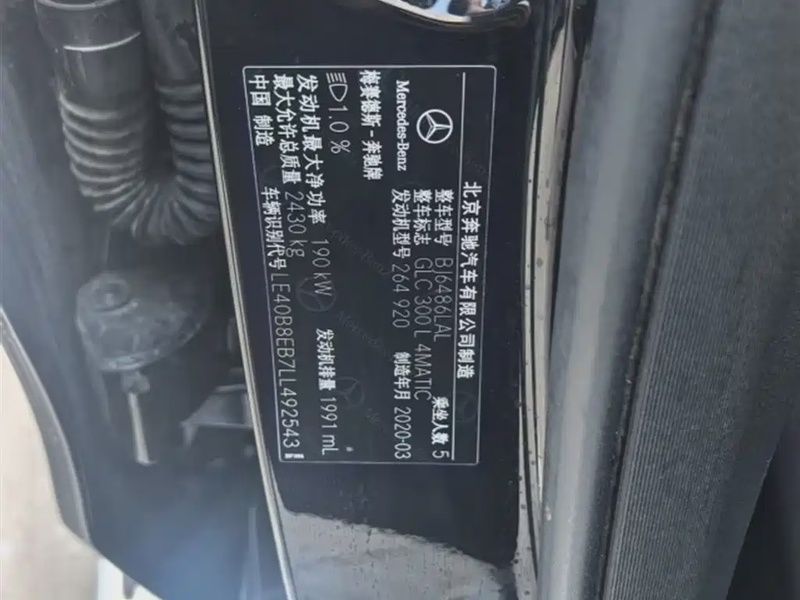 北京奔驰汽车有限公司制造
Mercedes-Benz
梅赛德斯-奔驰牌
整车型号 BJ6486LAL
整车标志 GLC 300 L 4MATIC 乘坐人数 5
发动机型号 264 920 制造年月 2020-03
1.0 %
发动机最大净功率 190 kW 发动机排量 1991 mL
最大允许总质量 2430 kg
中国 制造 车辆识别代号 LE40B8EB7LL492543